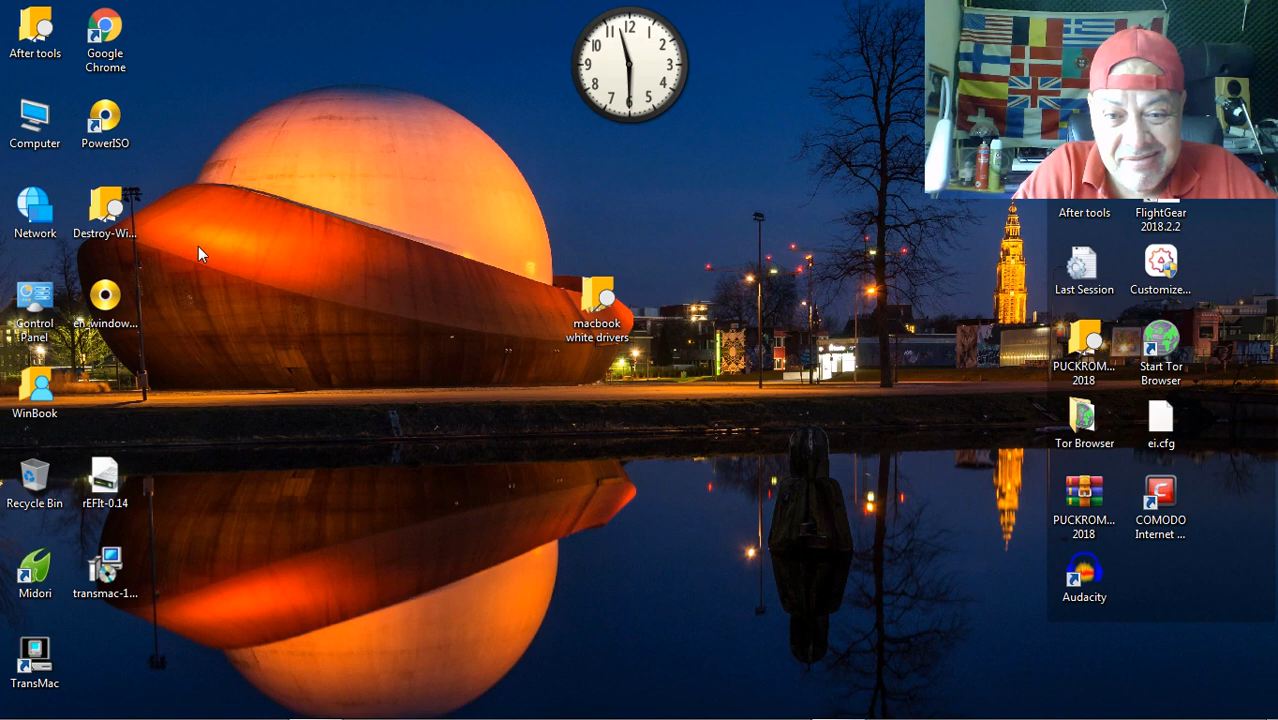 After tools
Google
Chrome
12
11
1
10
2
9
3
8
4
7
5
6
Computer
PowerISO
Network
Destroy-Wi...
After tools
FlightGear
2018.2.2
Last Session
Customize...
Control
Panel
en_window...
macbook
white drivers
PUCKROM...
2018
Start Tor
Browser
WinBook
Tor Browser
ei.cfg
Recycle Bin
rEFIt-0.14
PUCKROM...
2018
COMODO
Internet ...
Midori
transmac-1...
Audacity
TransMac